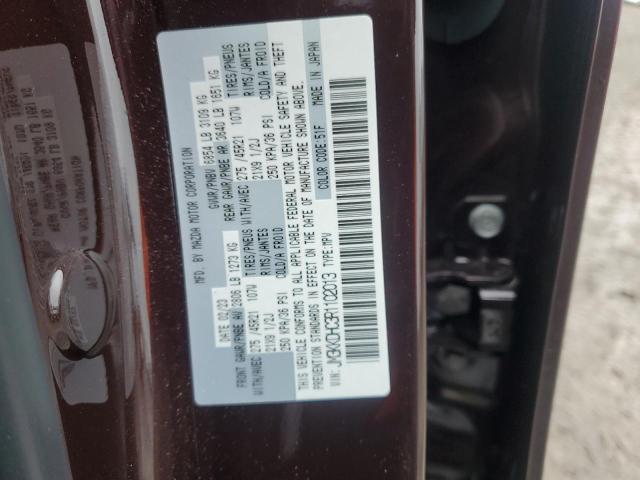 MFD. BY MAZDA MOTOR CORPORATION
DATE 02/23 GVWR/PNBV 6854 LB 3109 KG
FRONT GAWR/PNBE AV 2806 LB 1273 KG REAR GAWR/PNBE AR 3640 LB 1651 KG
WITH/AVEC 275 /45R21 107W TIRES/PNEUS WITH/AVEC 275 /45R21 107W TIRES/PNEUS
21X9 1/2J RIMS/JANTES 21X9 1/2J RIMS/JANTES
250 KPA/36 PSI COLD/A FROID 250 KPA/36 PSI COLD/A FROID
THIS VEHICLE CONFORMS TO ALL APPLICABLE FEDERAL MOTOR VEHICLE SAFETY AND THEFT
PREVENTION STANDARDS IN EFFECT ON THE DATE OF MANUFACTURE SHOWN ABOVE.
VIN: JM3KKDHC3R1102013 TYPE:MPV COLOR CODE:51F MADE IN JAPAN